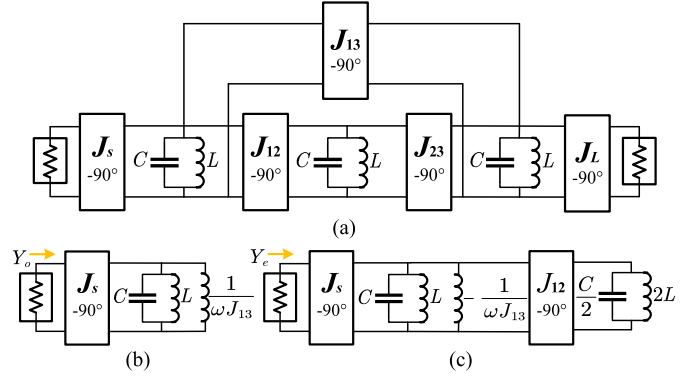 J₁₃
-90°
Jₛ
-90°
C
L
J₁₂
-90°
C
L
J₂₃
-90°
C
L
J_L
-90°
(a)
Yₒ
Jₛ
-90°
C
L
1
ωJ₁₃
(b)
Yₑ
Jₛ
-90°
C
L
- 1
ωJ₁₃
J₁₂
-90°
C
2
2L
(c)